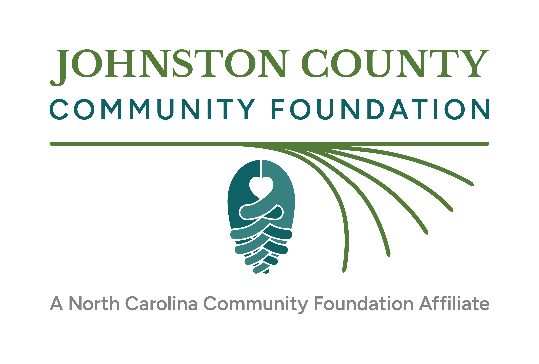 JOHNSTON COUNTY
COMMUNITY FOUNDATION
A North Carolina Community Foundation Affiliate